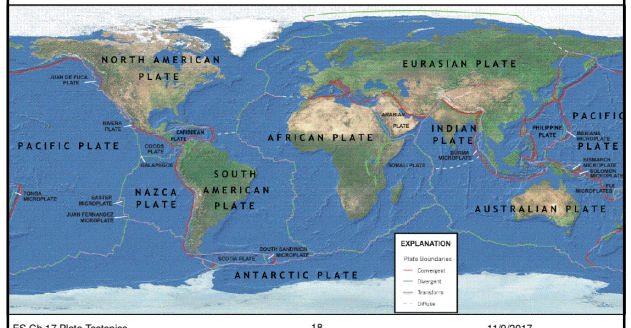 NORTH AMERICAN
PLATE
EURASIAN PLATE
JUAN DE FUCA
PLATE
ARABIAN
PLATE
RIVERA
PLATE
CARIBBEAN
PLATE
PACIFIC PLATE
COCOS
PLATE
GALAPAGOS
AFRICAN PLATE
INDIAN
PLATE
BURMA
MICROPLATE
PHILIPPINE
PLATE
PACIFIC
PLATE
MARIANA
MICROPLATE
BISMARCH
MICROPLATE
SOLOMON
MICROPLATE
FIJI
MICROPLATES
SOMALI PLATE
SOUTH
AMERICAN
PLATE
NAZCA
PLATE
TONGA
MICROPLATE
EASTER
MICROPLATE
JUAN FERNANDEZ
MICROPLATE
AUSTRALIAN PLATE
SCOTIA PLATE
SOUTH SANDWICH
MICROPLATE
ANTARCTIC PLATE
EXPLANATION
Plate Boundaries
Convergent
Divergent
Transform
Diffuse
ES Ch 17 Plate Tectonics
18
11/9/2017